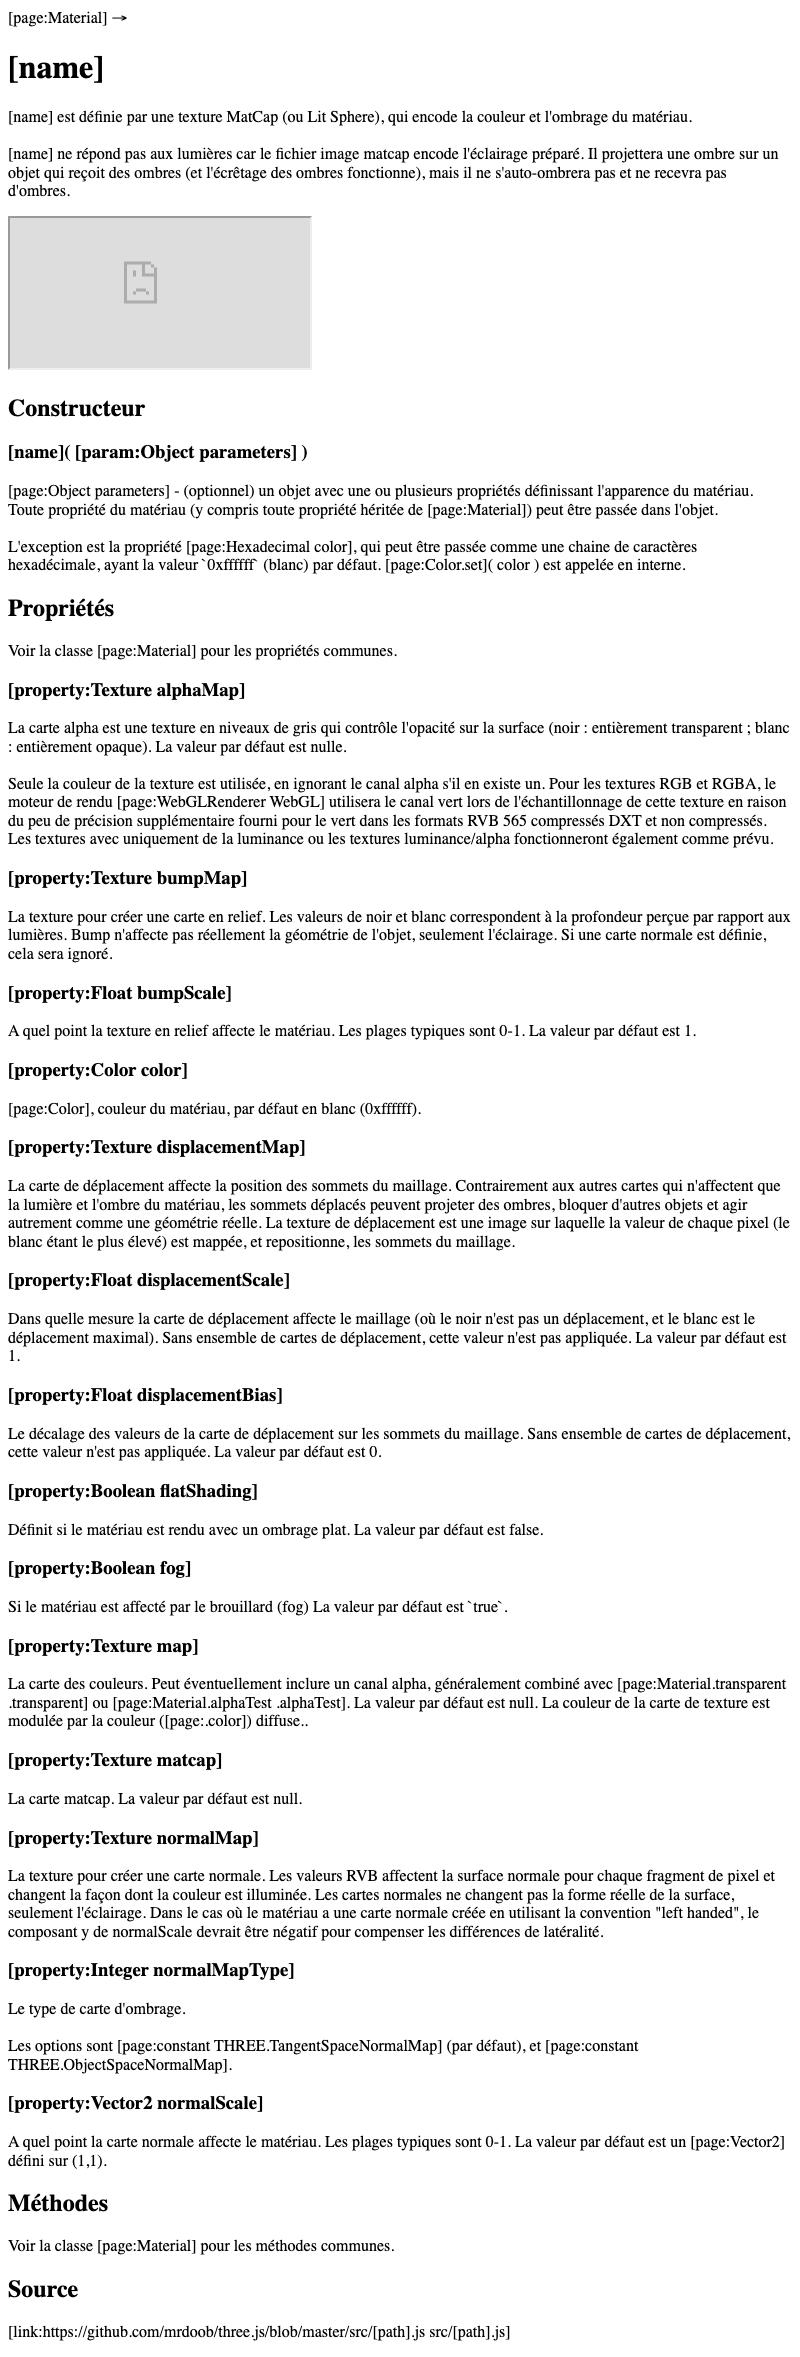 [page:Material] →
[name]
[name] est définie par une texture MatCap (ou Lit Sphere), qui encode la couleur et l'ombrage du matériau.
[name] ne répond pas aux lumières car le fichier image matcap encode l'éclairage préparé. Il projettera une ombre sur un
objet qui reçoit des ombres (et l'écrêtage des ombres fonctionne), mais il ne s'auto-ombrera pas et ne recevra pas
d'ombres.
Constructeur
[name]( [param:Object parameters] )
[page:Object parameters] - (optionnel) un objet avec une ou plusieurs propriétés définissant l'apparence du matériau.
Toute propriété du matériau (y compris toute propriété héritée de [page:Material]) peut être passée dans l'objet.
L'exception est la propriété [page:Hexadecimal color], qui peut être passée comme une chaine de caractères
hexadécimale, ayant la valeur `0xffffff` (blanc) par défaut. [page:Color.set]( color ) est appelée en interne.
Propriétés
Voir la classe [page:Material] pour les propriétés communes.
[property:Texture alphaMap]
La carte alpha est une texture en niveaux de gris qui contrôle l'opacité sur la surface (noir : entièrement transparent ; blanc
: entièrement opaque). La valeur par défaut est nulle.
Seule la couleur de la texture est utilisée, en ignorant le canal alpha s'il en existe un. Pour les textures RGB et RGBA, le
moteur de rendu [page:WebGLRenderer WebGL] utilisera le canal vert lors de l'échantillonnage de cette texture en raison
du peu de précision supplémentaire fourni pour le vert dans les formats RVB 565 compressés DXT et non compressés.
Les textures avec uniquement de la luminance ou les textures luminance/alpha fonctionneront également comme prévu.
[property:Texture bumpMap]
La texture pour créer une carte en relief. Les valeurs de noir et blanc correspondent à la profondeur perçue par rapport aux
lumières. Bump n'affecte pas réellement la géométrie de l'objet, seulement l'éclairage. Si une carte normale est définie,
cela sera ignoré.
[property:Float bumpScale]
A quel point la texture en relief affecte le matériau. Les plages typiques sont 0-1. La valeur par défaut est 1.
[property:Color color]
[page:Color], couleur du matériau, par défaut en blanc (0xffffff).
[property:Texture displacementMap]
La carte de déplacement affecte la position des sommets du maillage. Contrairement aux autres cartes qui n'affectent que
la lumière et l'ombre du matériau, les sommets déplacés peuvent projeter des ombres, bloquer d'autres objets et agir
autrement comme une géométrie réelle. La texture de déplacement est une image sur laquelle la valeur de chaque pixel (le
blanc étant le plus élevé) est mappée, et repositionne, les sommets du maillage.
[property:Float displacementScale]
Dans quelle mesure la carte de déplacement affecte le maillage (où le noir n'est pas un déplacement, et le blanc est le
déplacement maximal). Sans ensemble de cartes de déplacement, cette valeur n'est pas appliquée. La valeur par défaut est
1.
[property:Float displacementBias]
Le décalage des valeurs de la carte de déplacement sur les sommets du maillage. Sans ensemble de cartes de déplacement,
cette valeur n'est pas appliquée. La valeur par défaut est 0.
[property:Boolean flatShading]
Définit si le matériau est rendu avec un ombrage plat. La valeur par défaut est false.
[property:Boolean fog]
Si le matériau est affecté par le brouillard (fog) La valeur par défaut est `true`.
[property:Texture map]
La carte des couleurs. Peut éventuellement inclure un canal alpha, généralement combiné avec [page:Material.transparent
.transparent] ou [page:Material.alphaTest .alphaTest]. La valeur par défaut est null. La couleur de la carte de texture est
modulée par la couleur ([page:.color]) diffuse..
[property:Texture matcap]
La carte matcap. La valeur par défaut est null.
[property:Texture normalMap]
La texture pour créer une carte normale. Les valeurs RVB affectent la surface normale pour chaque fragment de pixel et
changent la façon dont la couleur est illuminée. Les cartes normales ne changent pas la forme réelle de la surface,
seulement l'éclairage. Dans le cas où le matériau a une carte normale créée en utilisant la convention "left handed", le
composant y de normalScale devrait être négatif pour compenser les différences de latéralité.
[property:Integer normalMapType]
Le type de carte d'ombrage.
Les options sont [page:constant THREE.TangentSpaceNormalMap] (par défaut), et [page:constant
THREE.ObjectSpaceNormalMap].
[property:Vector2 normalScale]
A quel point la carte normale affecte le matériau. Les plages typiques sont 0-1. La valeur par défaut est un [page:Vector2]
défini sur (1,1).
Méthodes
Voir la classe [page:Material] pour les méthodes communes.
Source
[link:https://github.com/mrdoob/three.js/blob/master/src/[path].js src/[path].js]